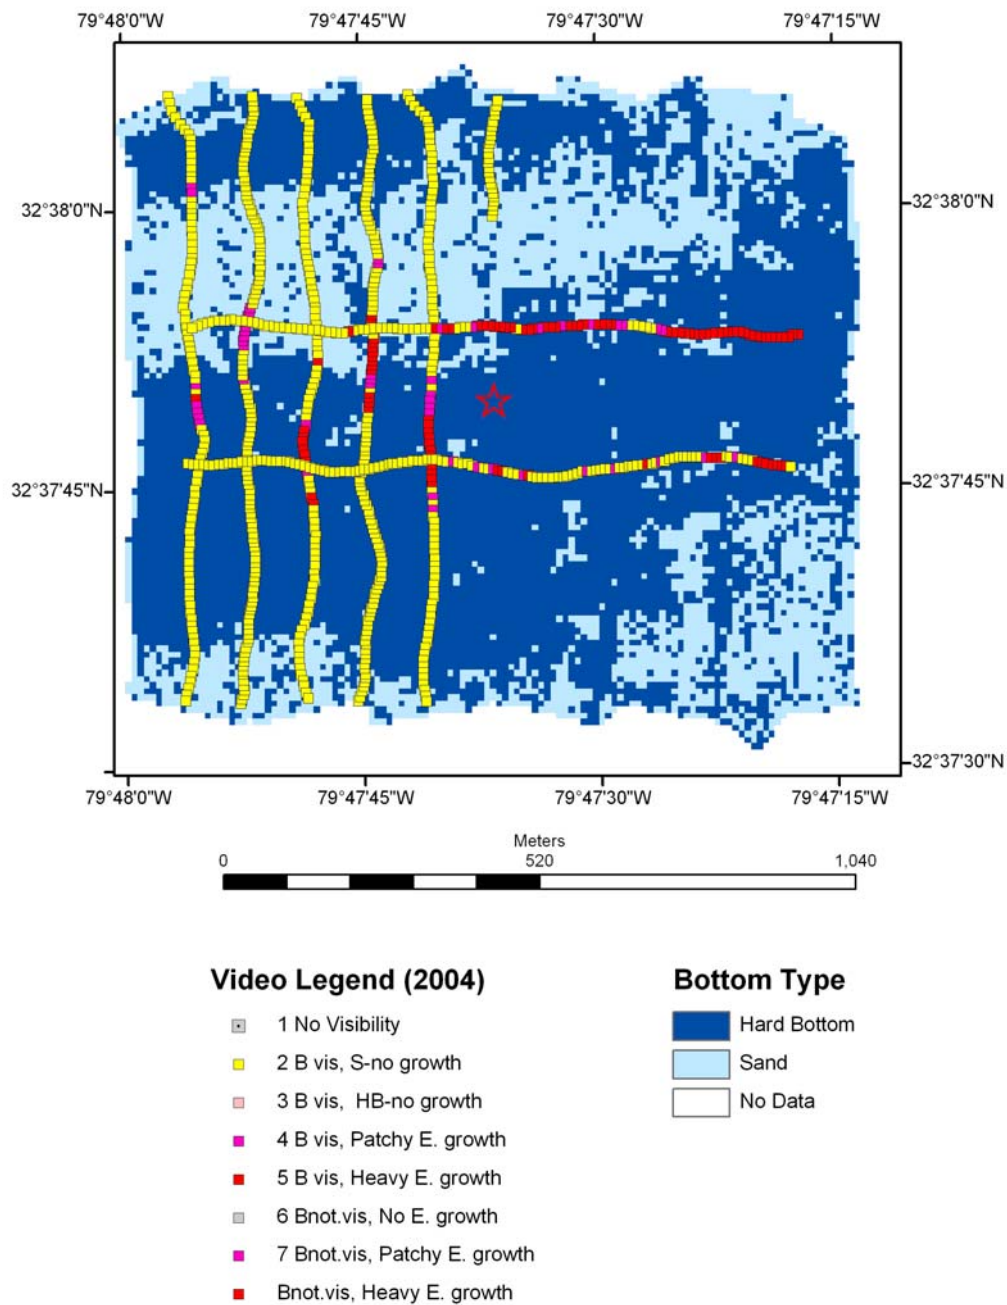 79°48'0"W 79°47'45"W 79°47'30"W 79°47'15"W
32°38'0"N 32°38'0"N
32°37'45"N 32°37'45"N
32°37'30"N
79°48'0"W 79°47'45"W 79°47'30"W 79°47'15"W
Meters
0 520 1,040
Video Legend (2004)
1 No Visibility
2 B vis, S-no growth
3 B vis, HB-no growth
4 B vis, Patchy E. growth
5 B vis, Heavy E. growth
6 Bnot.vis, No E. growth
7 Bnot.vis, Patchy E. growth
Bnot.vis, Heavy E. growth
Bottom Type
Hard Bottom
Sand
No Data